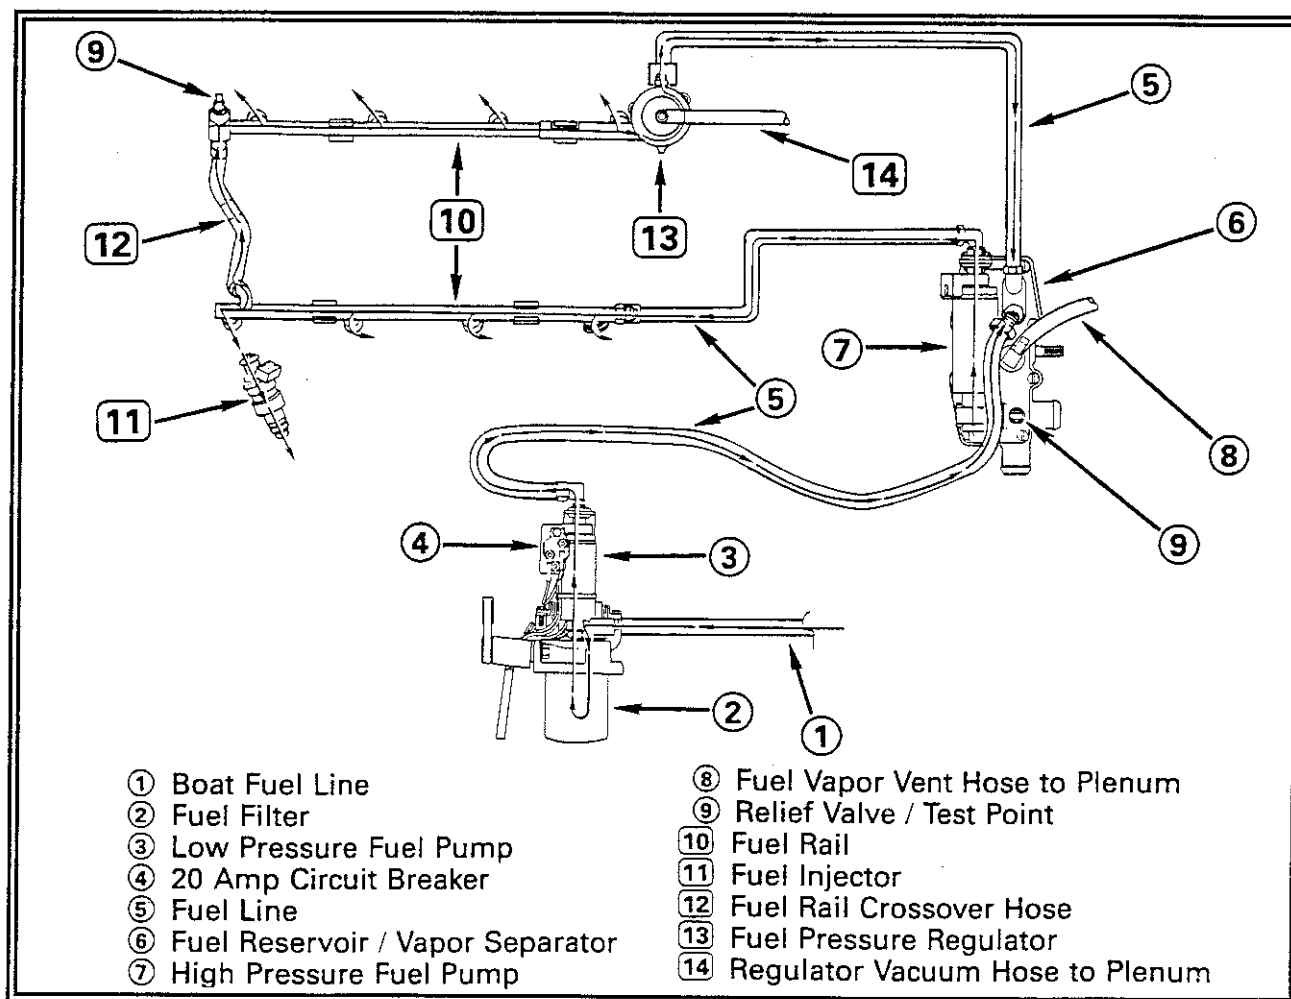 9
5
14
10
13
12
6
7
11
5
8
4
3
9
2
1
1 Boat Fuel Line
2 Fuel Filter
3 Low Pressure Fuel Pump
4 20 Amp Circuit Breaker
5 Fuel Line
6 Fuel Reservoir / Vapor Separator
7 High Pressure Fuel Pump
8 Fuel Vapor Vent Hose to Plenum
9 Relief Valve / Test Point
10 Fuel Rail
11 Fuel Injector
12 Fuel Rail Crossover Hose
13 Fuel Pressure Regulator
14 Regulator Vacuum Hose to Plenum